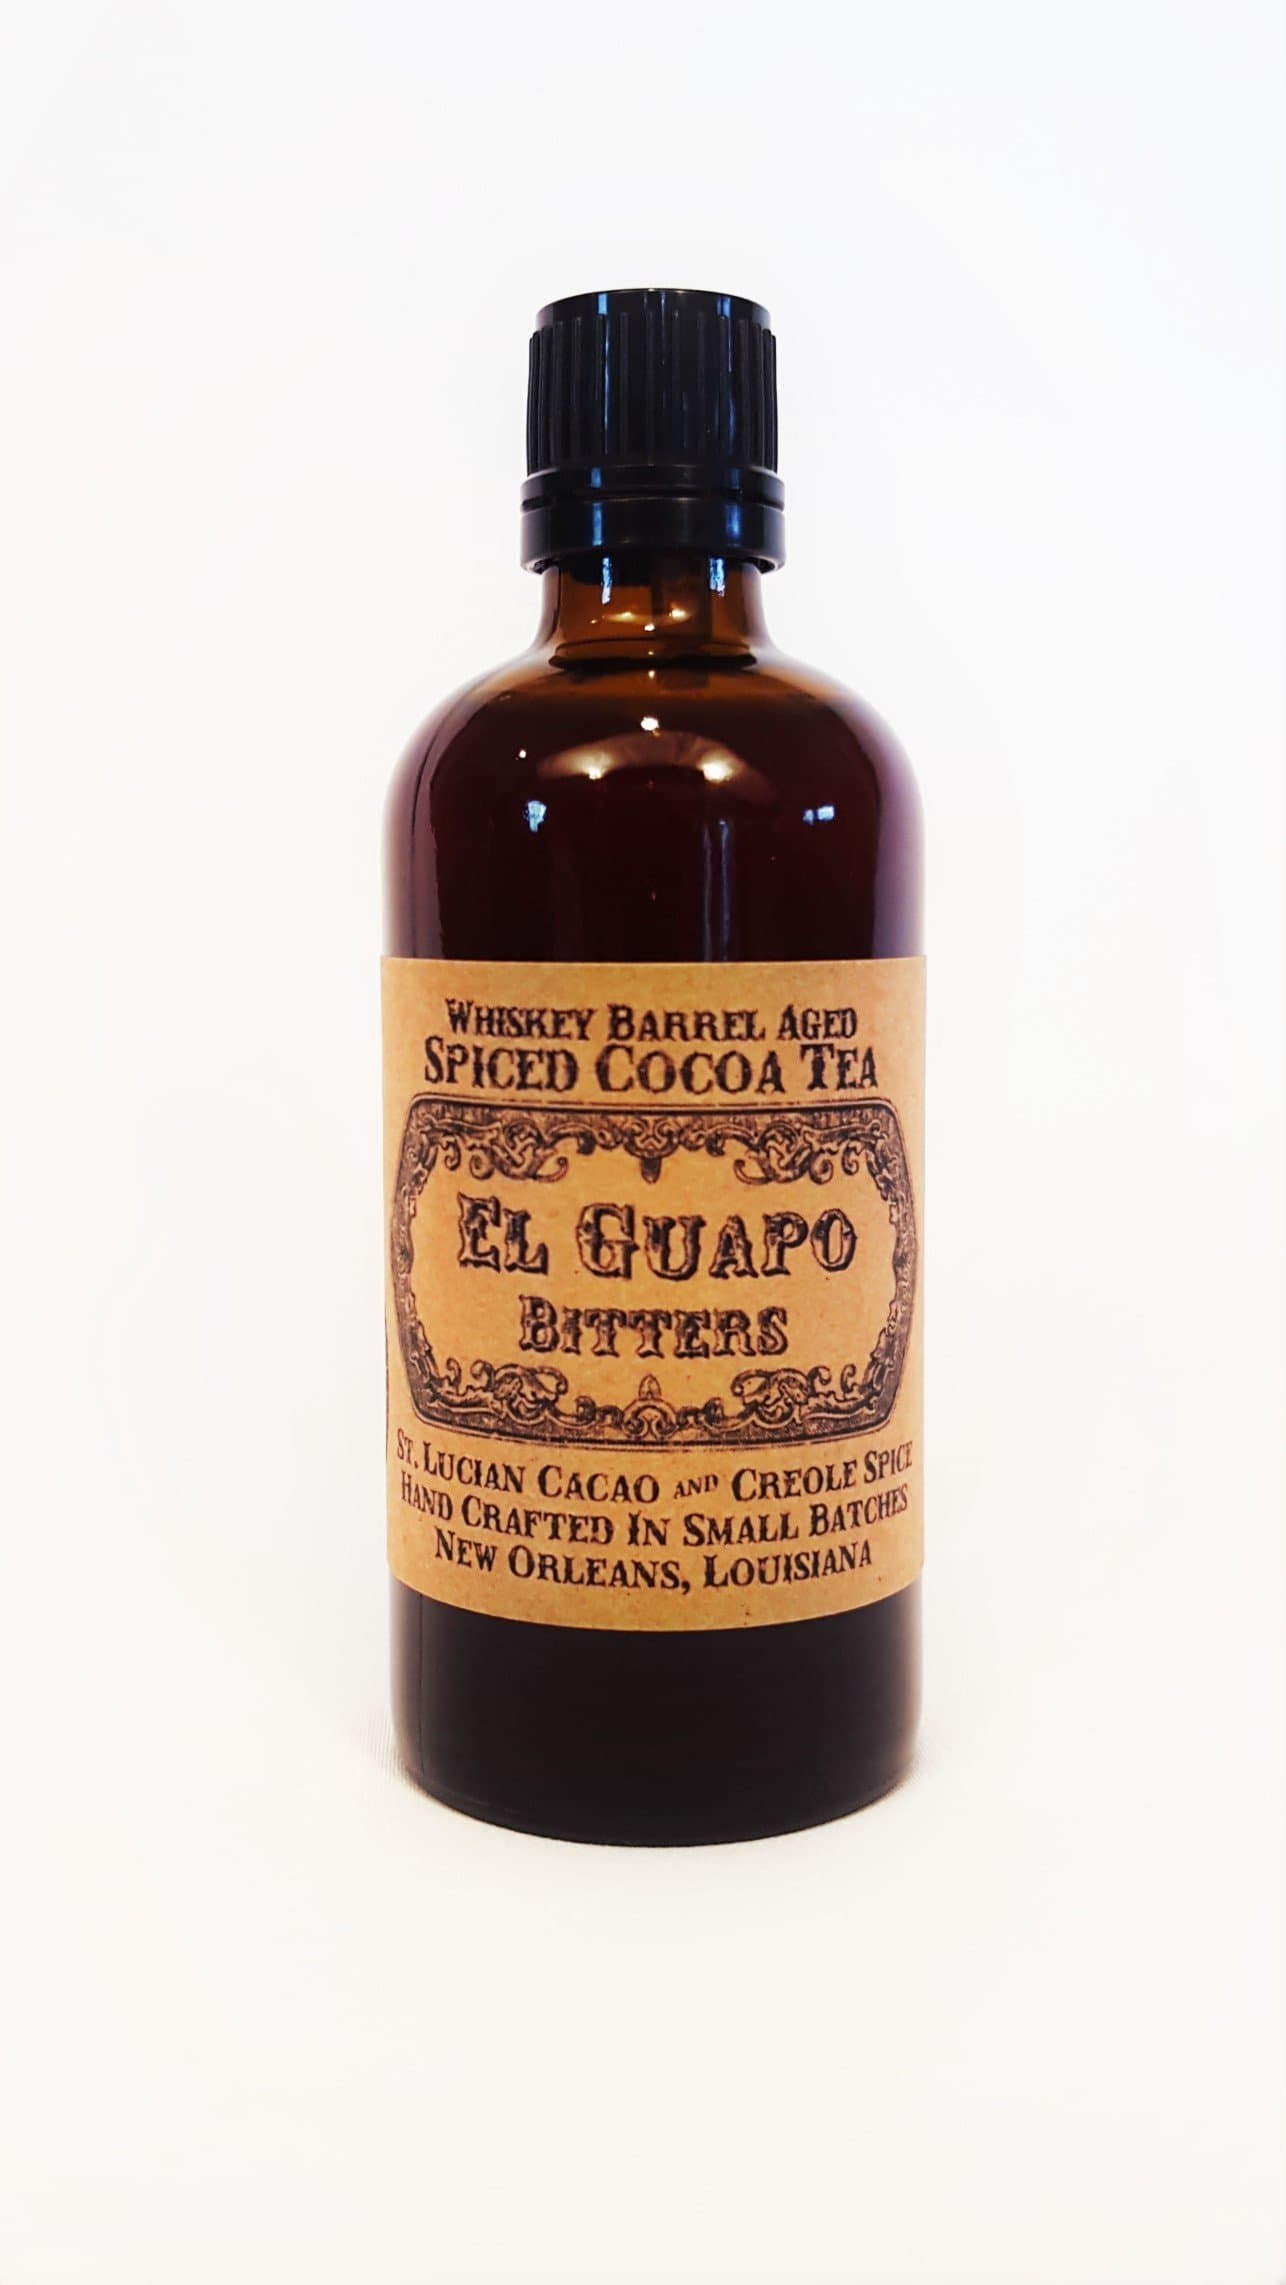 Whiskey Barrel Aged
Spiced Cocoa Tea
El Guapo
Bitters
St. Lucian Cacao and Creole Spice
Hand Crafted In Small Batches
New Orleans, Louisiana